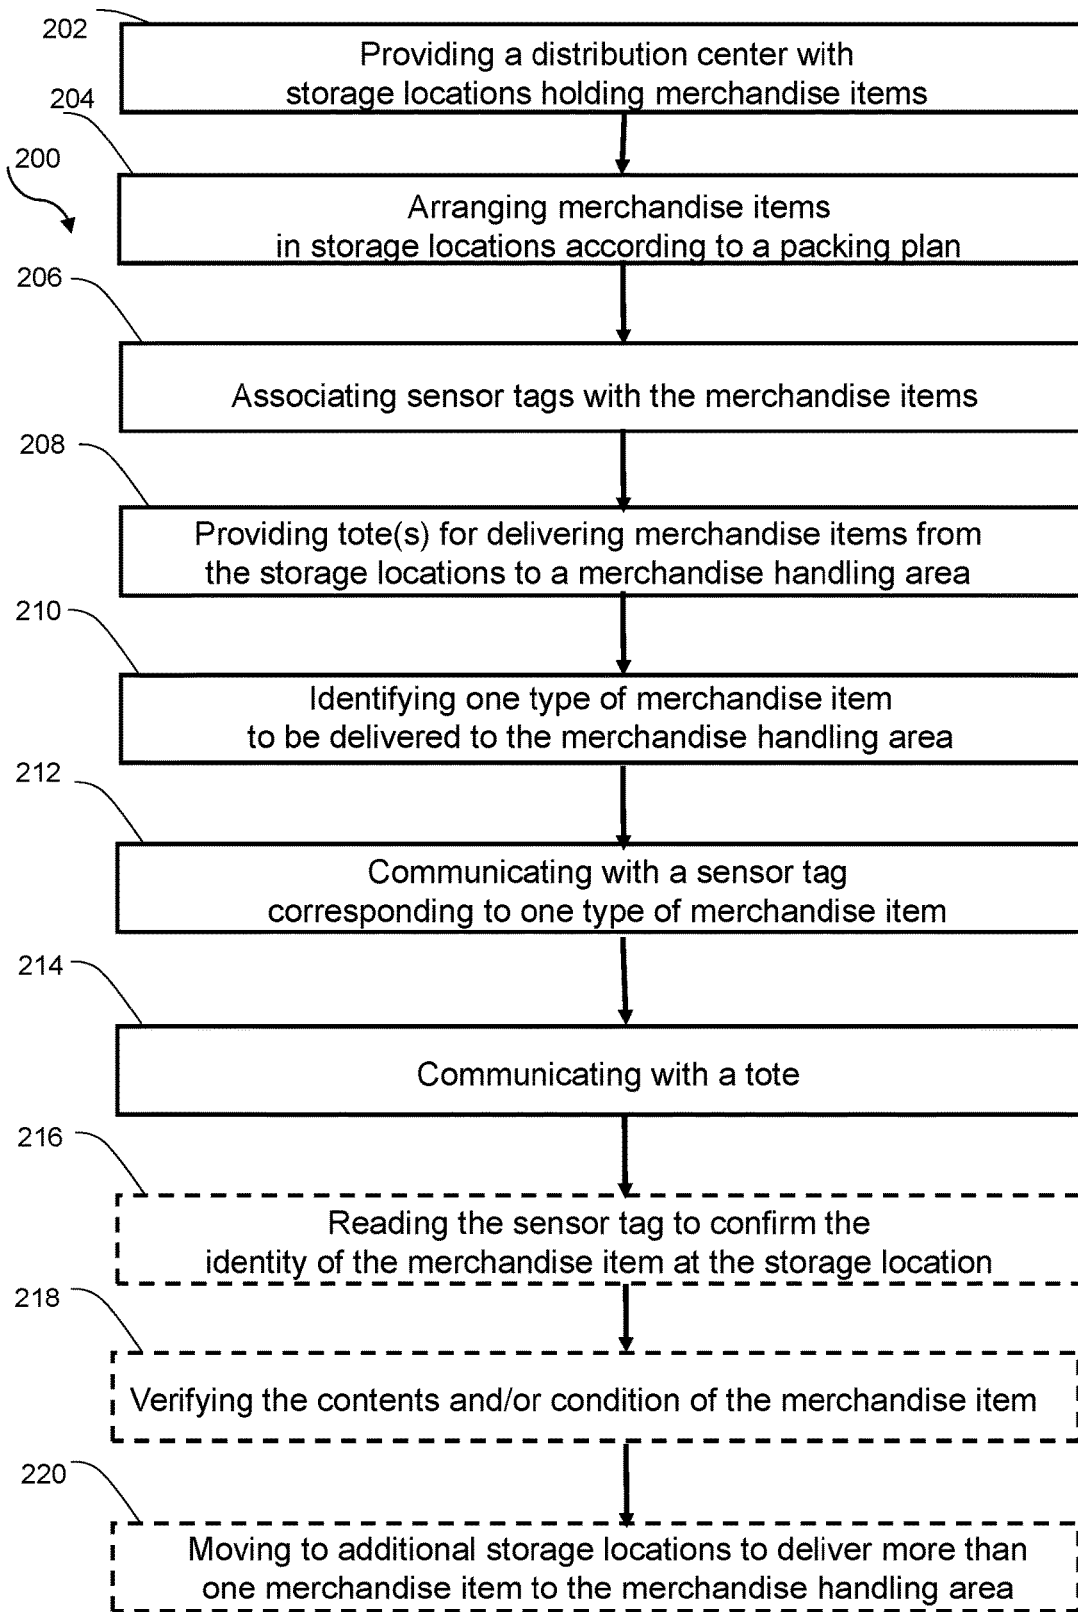 202
Providing a distribution center with
storage locations holding merchandise items
204
200
Arranging merchandise items
in storage locations according to a packing plan
206
Associating sensor tags with the merchandise items
208
Providing tote(s) for delivering merchandise items from
the storage locations to a merchandise handling area
210
Identifying one type of merchandise item
to be delivered to the merchandise handling area
212
Communicating with a sensor tag
corresponding to one type of merchandise item
214
Communicating with a tote
216
Reading the sensor tag to confirm the
identity of the merchandise item at the storage location
218
Verifying the contents and/or condition of the merchandise item
220
Moving to additional storage locations to deliver more than
one merchandise item to the merchandise handling area